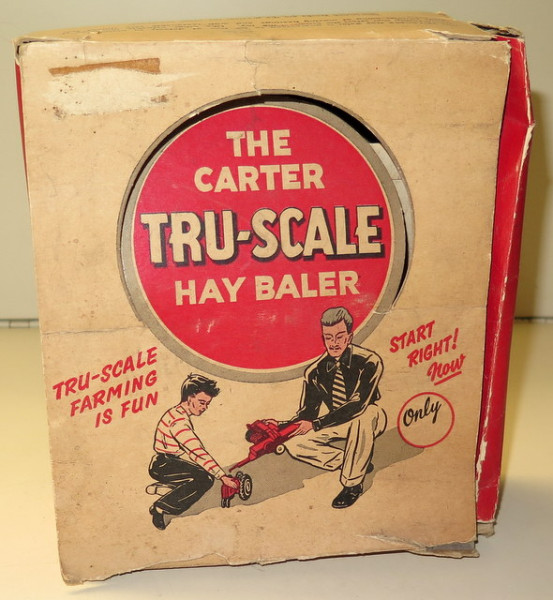 THE
CARTER
TRU-SCALE
HAY BALER
TRU-SCALE
FARMING
IS FUN
START
RIGHT!
Now
Only